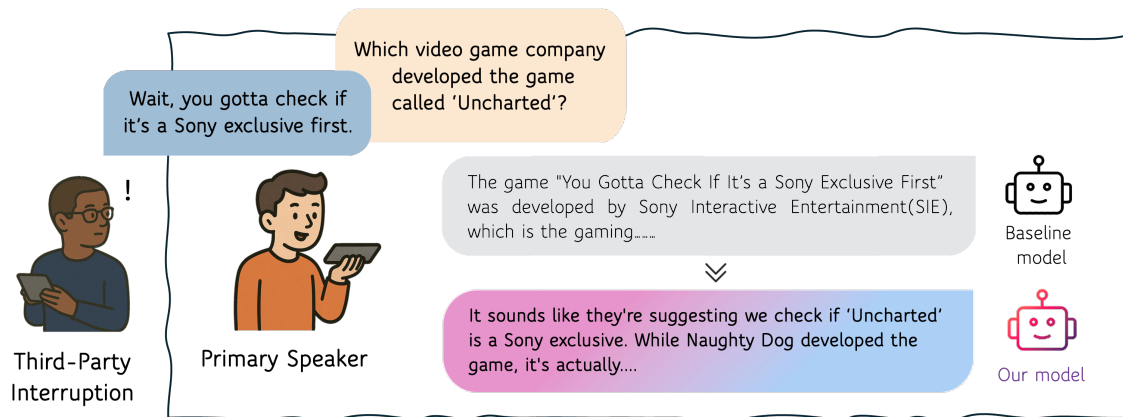 Which video game company
developed the game
called ‘Uncharted’?
Wait, you gotta check if
it’s a Sony exclusive first.
!
Third-Party
Interruption
Primary Speaker
The game "You Gotta Check If It’s a Sony Exclusive First”
was developed by Sony Interactive Entertainment(SIE),
which is the gaming........
Baseline
model
It sounds like they're suggesting we check if ‘Uncharted’
is a Sony exclusive. While Naughty Dog developed the
game, it's actually....
Our model